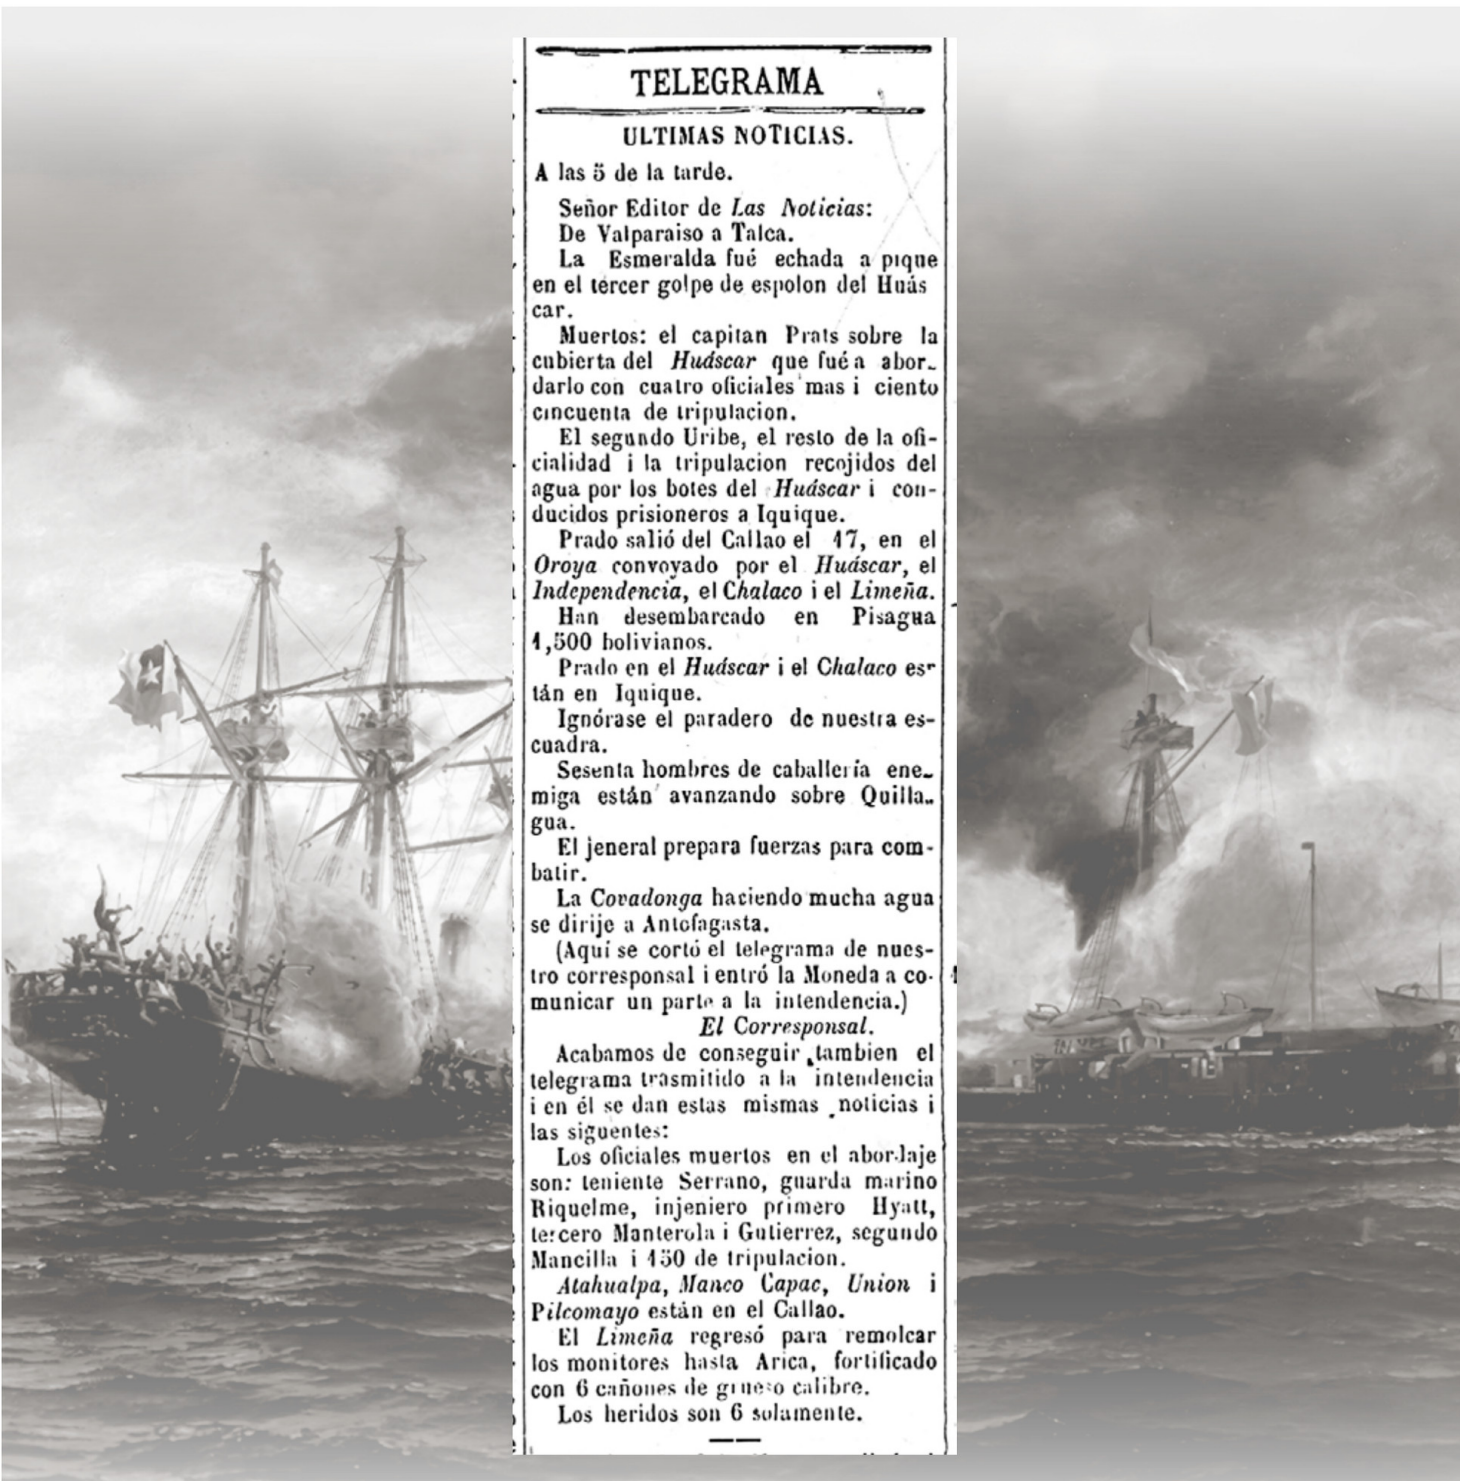 TELEGRAMA
ULTIMAS NOTICIAS.
A las 5 de la tarde.
Señor Editor de Las Noticias:
De Valparaiso a Talca.
La Esmeralda fué echada a pique
en el tercer golpe de espolon del Huás
car.
Muertos: el capitan Prats sobre la
cubierta del Huáscar que fué a abor-
darlo con cuatro oficiales mas i ciento
cincuenta de tripulacion.
El segundo Uribe, el resto de la ofi-
cialidad i la tripulacion recojidos del
agua por los botes del Huáscar i con-
ducidos prisioneros a Iquique.
Prado salió del Callao el 17, en el
Oroya convoyado por el Huáscar, el
Independencia, el Chalaco i el Limeña.
Han desembarcado en Pisagua
1,500 bolivianos.
Prado en el Huáscar i el Chalaco es-
tán en Iquique.
Ignórase el paradero de nuestra es-
cuadra.
Sesenta hombres de caballería ene-
miga están avanzando sobre Quilla-
gua.
El jeneral prepara fuerzas para com-
batir.
La Covadonga haciendo mucha agua
se dirije a Antofagasta.
(Aquí se cortó el telegrama de nues-
tro corresponsal i entró la Moneda a co-
municar un parte a la intendencia.)
El Corresponsal.
Acabamos de conseguir tambien el
telegrama trasmitido a la intendencia
i en él se dan estas mismas noticias i
las siguentes:
Los oficiales muertos en el abordaje
son: teniente Serrano, guarda marino
Riquelme, injeniero primero Hyatt,
tercero Manterola i Gutierrez, segundo
Mancilla i 150 de tripulacion.
Atahualpa, Manco Capac, Union i
Pilcomayo están en el Callao.
El Limeña regresó para remolcar
los monitores hasta Arica, fortificado
con 6 cañones de grueso calibre.
Los heridos son 6 solamente.